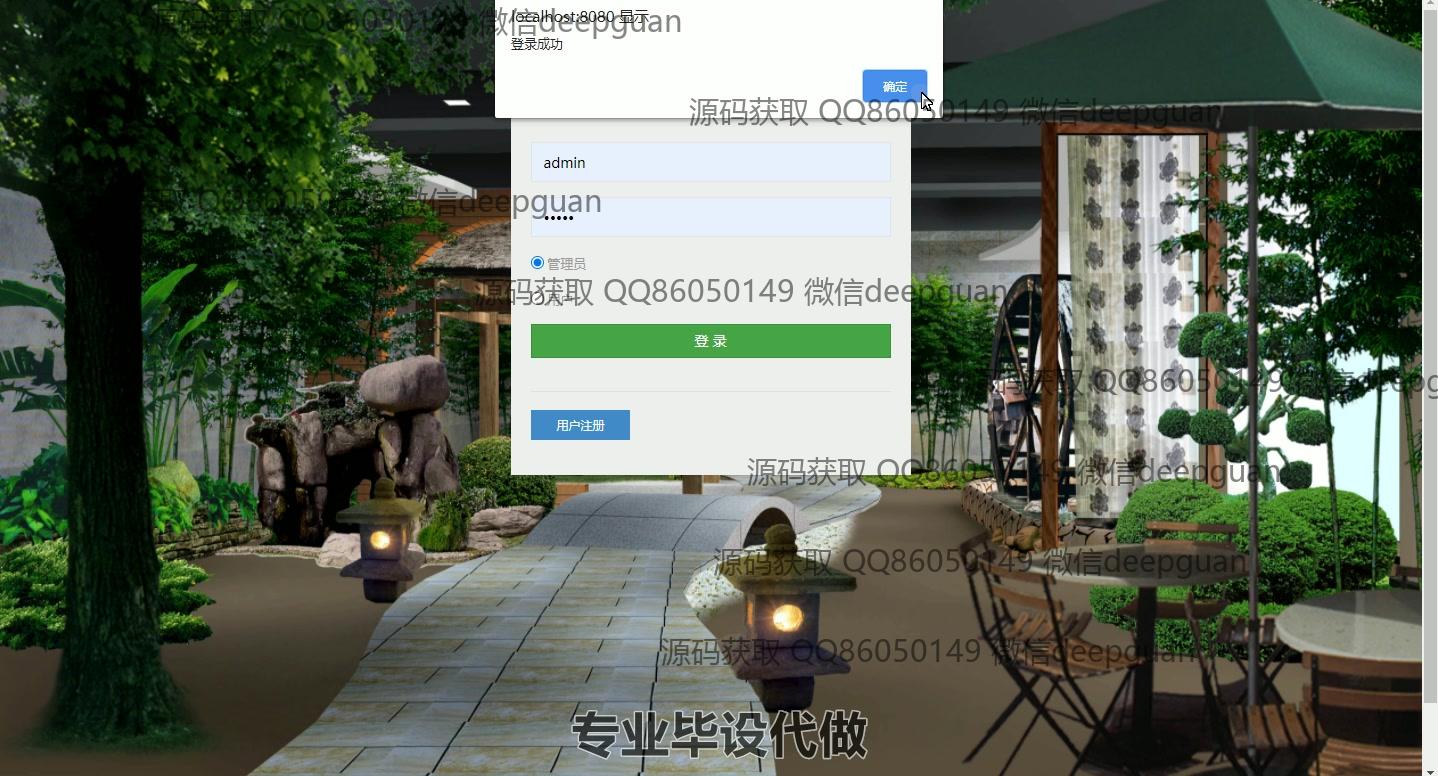 localhost:8080 显示
源码获取 QQ86050149 微信deepguan
登录成功
确定
源码获取 QQ86050149 微信deepguan
admin
取 QQ86050149 微信deepguan
管理员
源码获取 QQ86050149 微信deepguan
用户
登 录
源码获取 QQ86050149 微信deepg
用户注册
源码获取 QQ86050149 微信deepguan
源码获取 QQ86050149 微信deepguan
源码获取 QQ86050149 微信deepguan
专业毕设代做